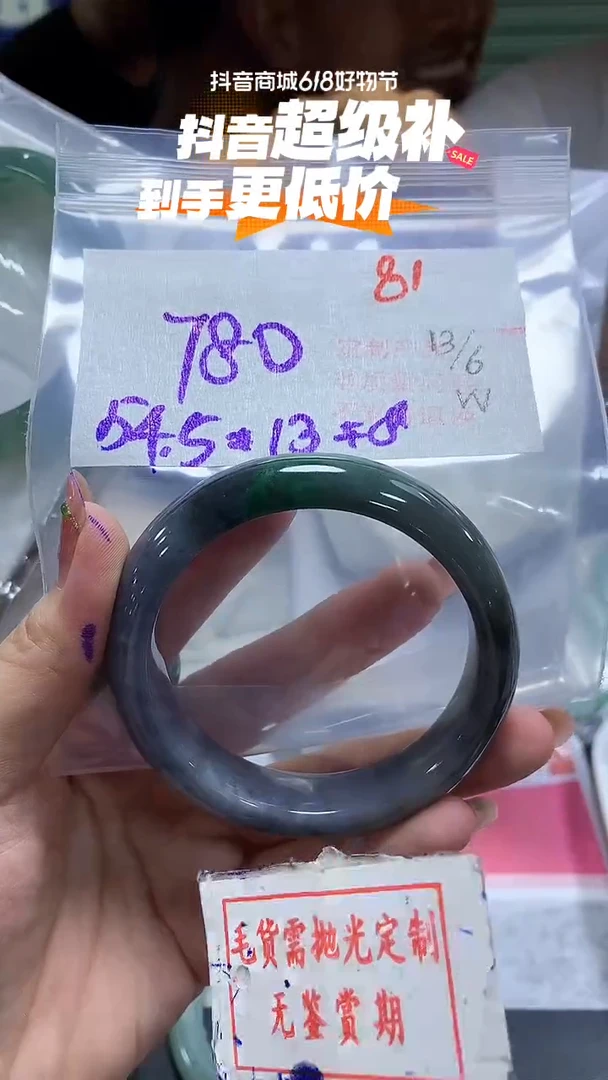 抖音商城618好物节
抖音超级补
SALE
到手更低价
81
780
13/6
W
54.5*13*8
毛货需抛光定制
无鉴赏期